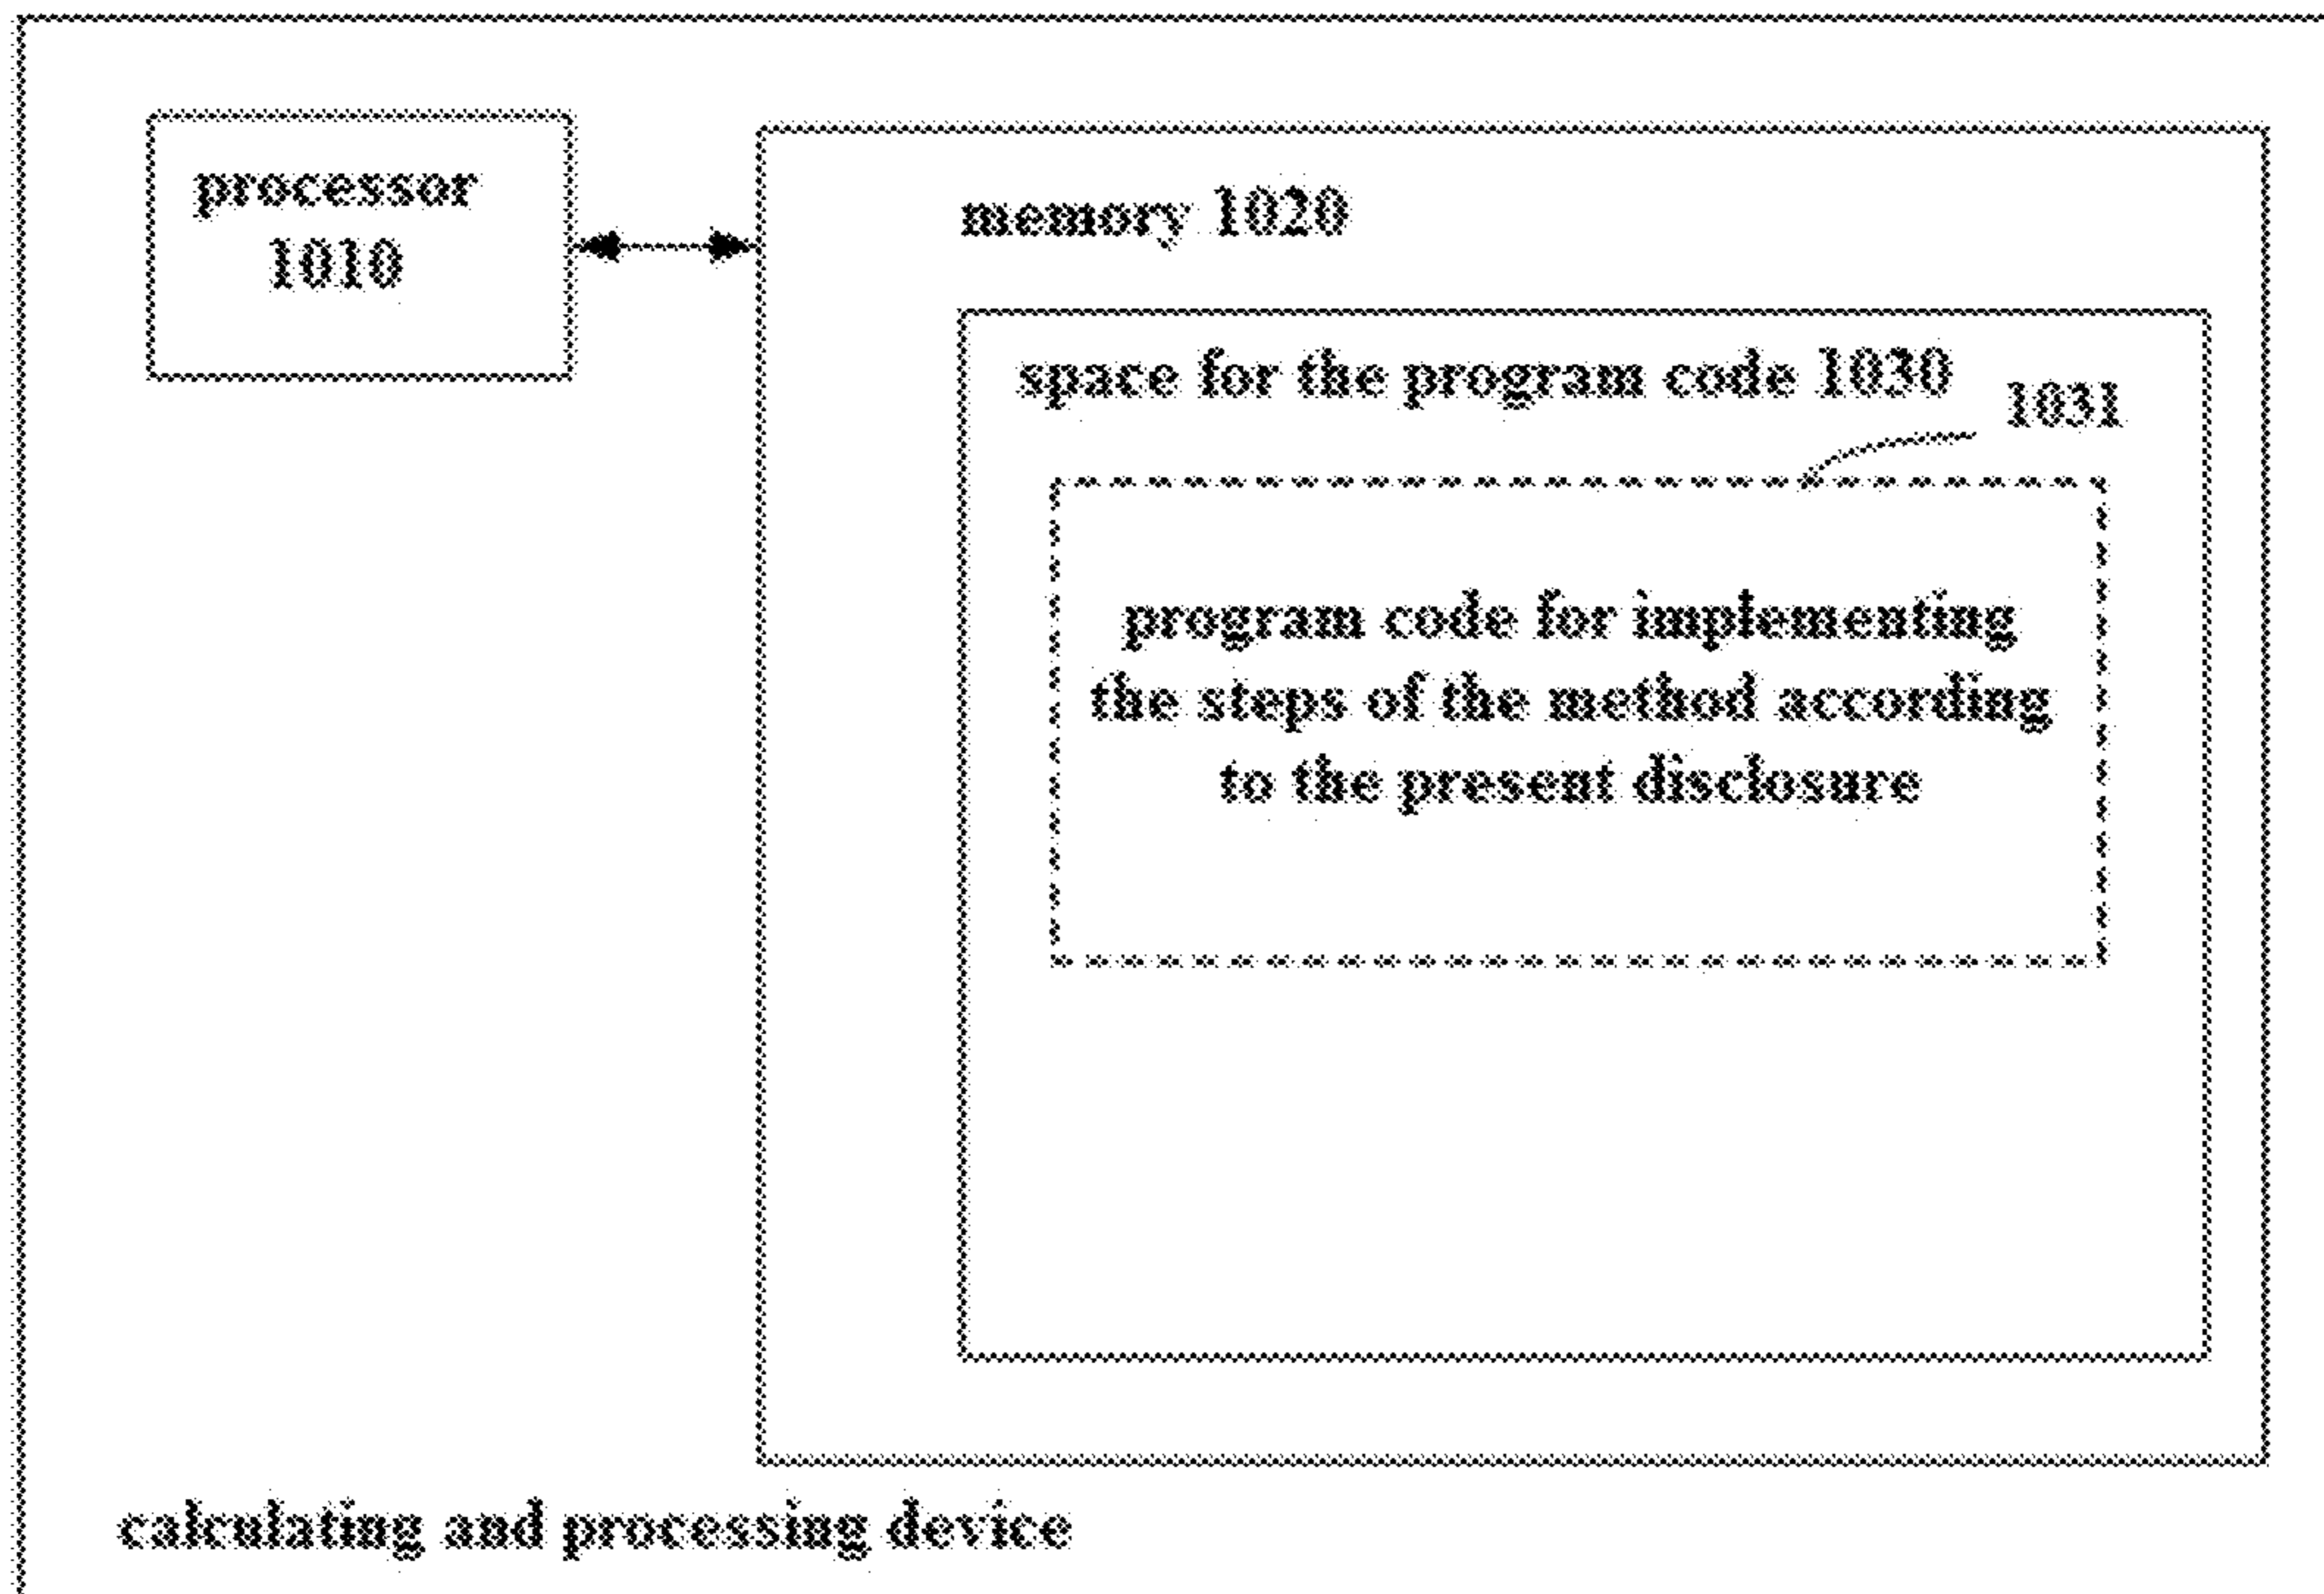 processor
1010
memory 1020
space for the program code 1030
1031
program code for implementing
the steps of the method according
to the present disclosure
calculating and processing device